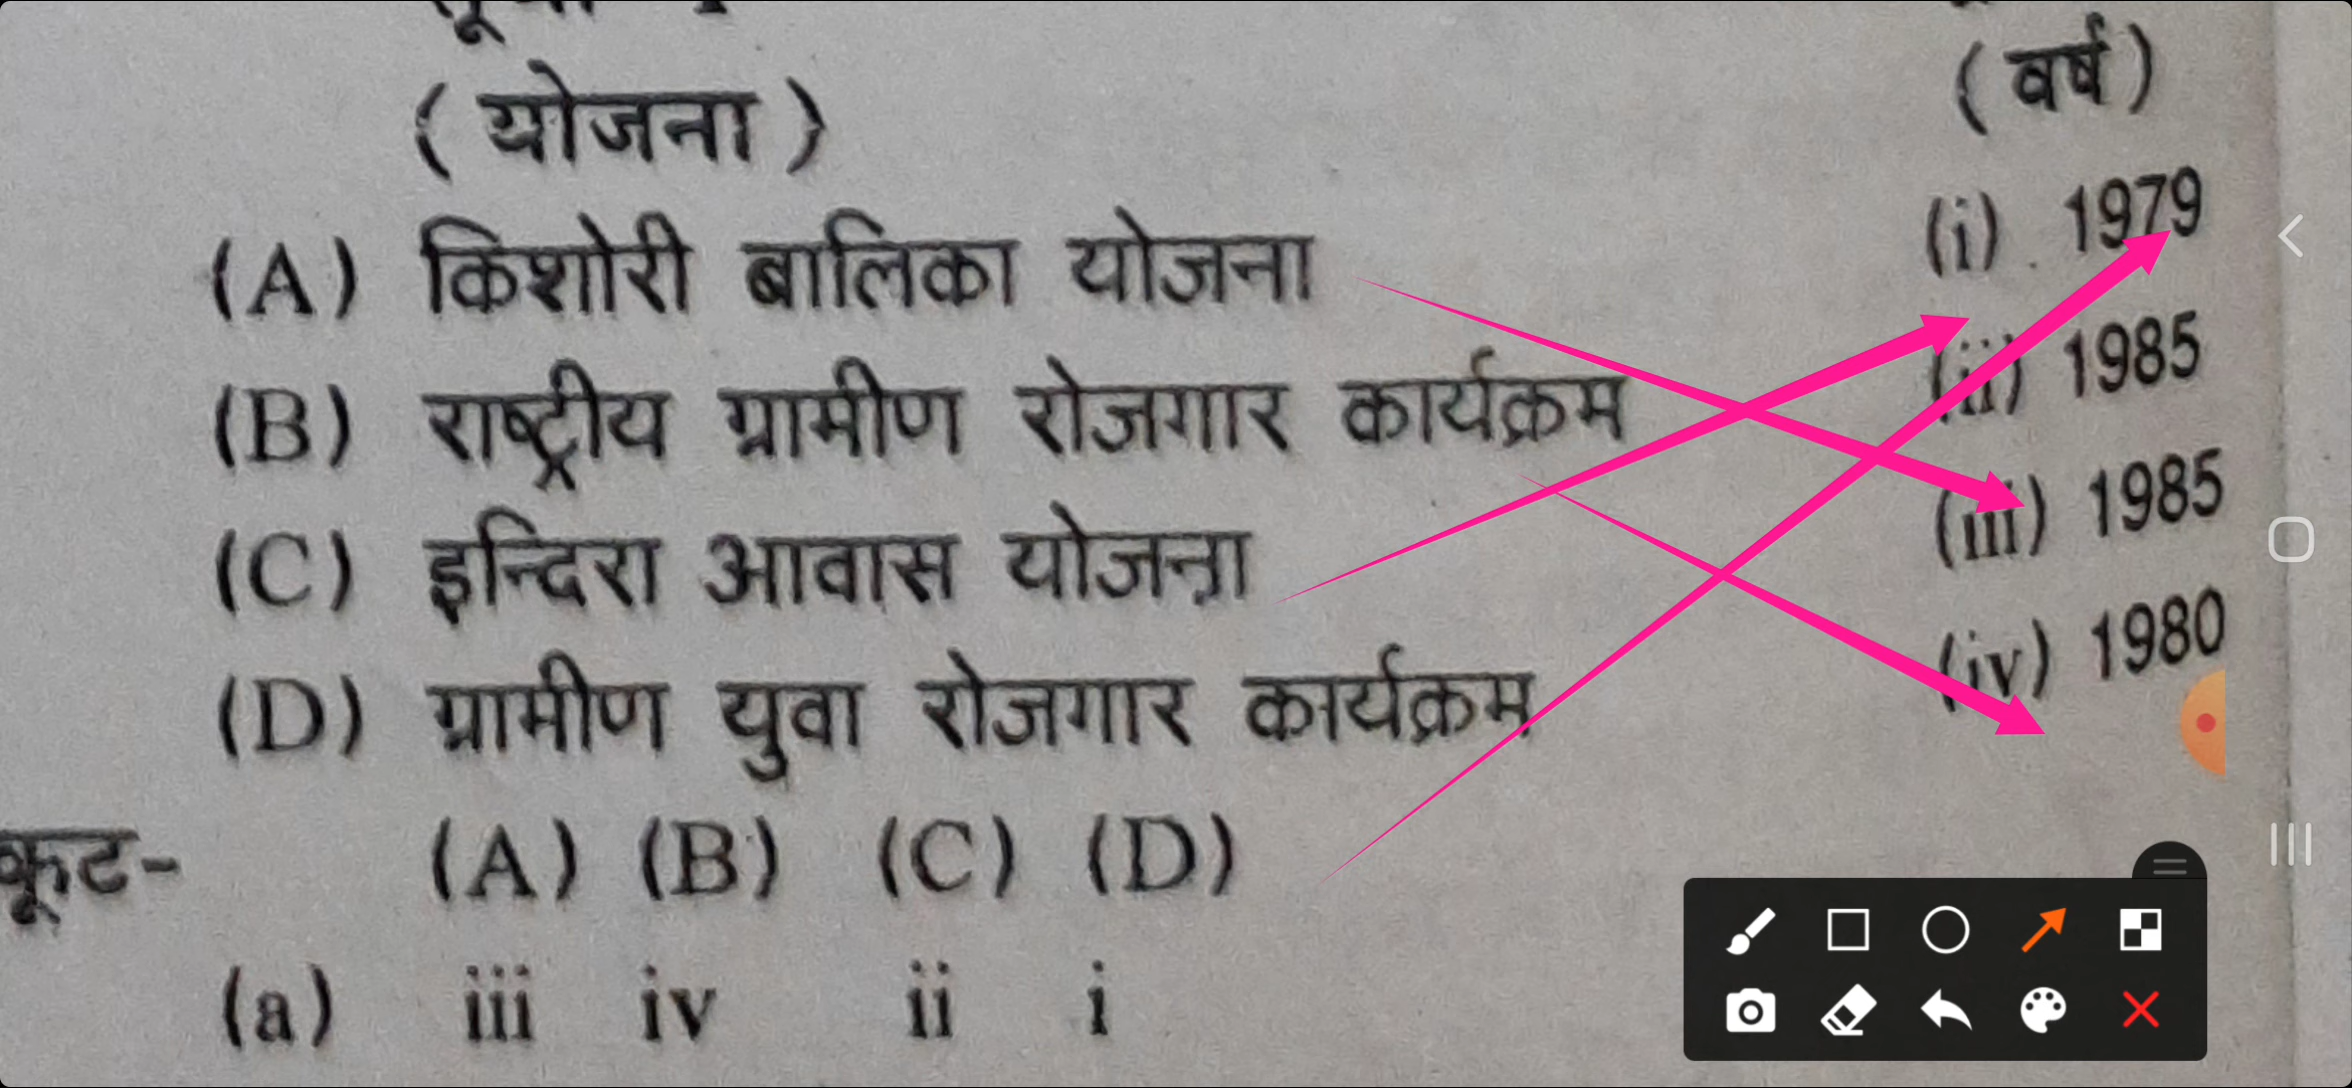 ( योजना ) ( वर्ष )
(A) किशोरी बालिका योजना (i) 1979
(B) राष्ट्रीय ग्रामीण रोजगार कार्यक्रम (ii) 1985
(C) इन्दिरा आवास योजना (iii) 1985
(D) ग्रामीण युवा रोजगार कार्यक्रम (iv) 1980
कूट- (A) (B) (C) (D)
(a) iii iv ii i